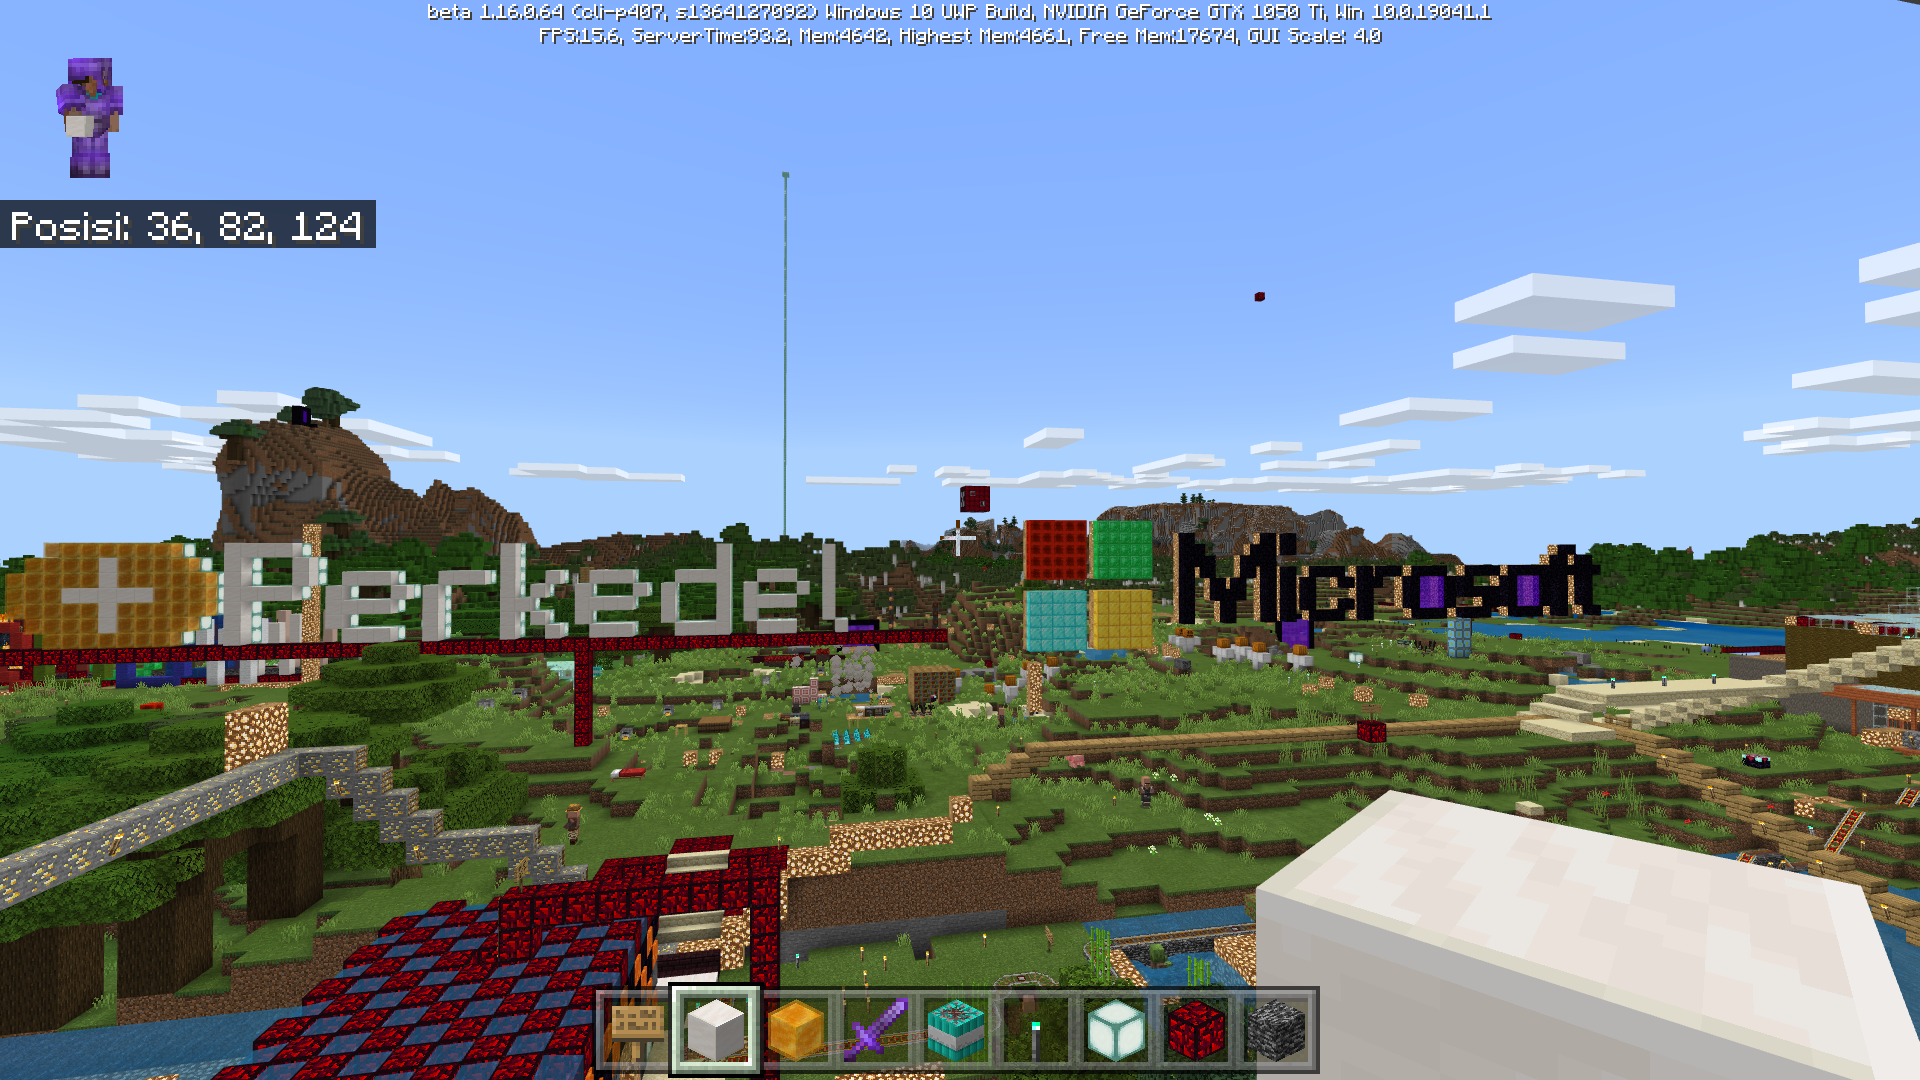 beta 1.16.0.64 (cli-p407, s1364127092) Windows 10 UWP Build, NVIDIA GeForce GTX 1050 Ti, Win 10.0.19041.1
FPS:15.6, ServerTime:93.2, Mem:4642, Highest Mem:4661, Free Mem:17674, GUI Scale: 4.0
Posisi: 36, 82, 124
Perkedel
Microsoft